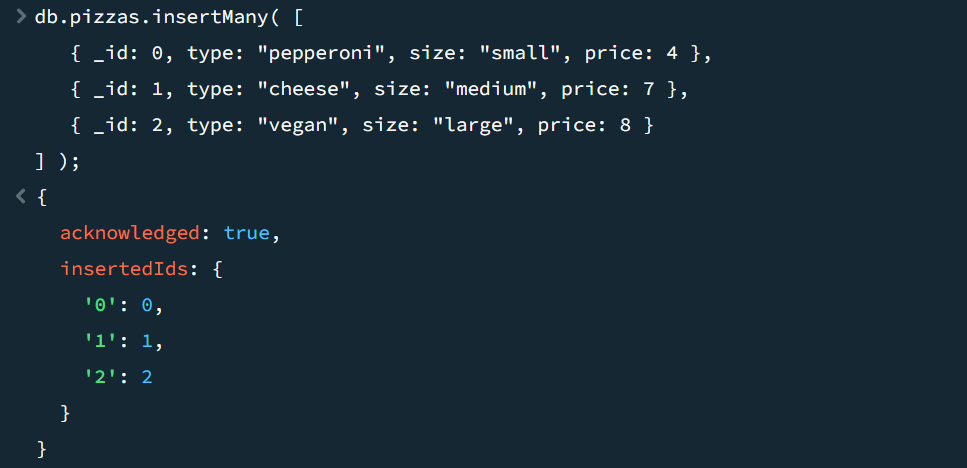 > db.pizzas.insertMany( [
{ _id: 0, type: "pepperoni", size: "small", price: 4 },
{ _id: 1, type: "cheese", size: "medium", price: 7 },
{ _id: 2, type: "vegan", size: "large", price: 8 }
] );
< {
acknowledged: true,
insertedIds: {
'0': 0,
'1': 1,
'2': 2
}
}